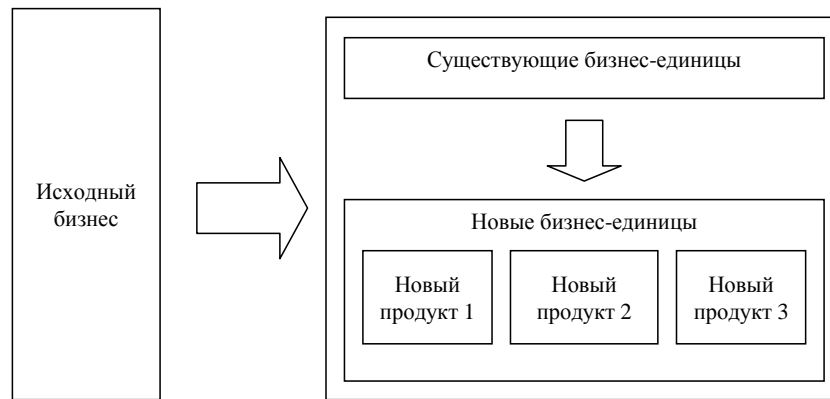 Исходный
бизнес
Существующие бизнес-единицы
Новые бизнес-единицы
Новый
продукт 1
Новый
продукт 2
Новый
продукт 3